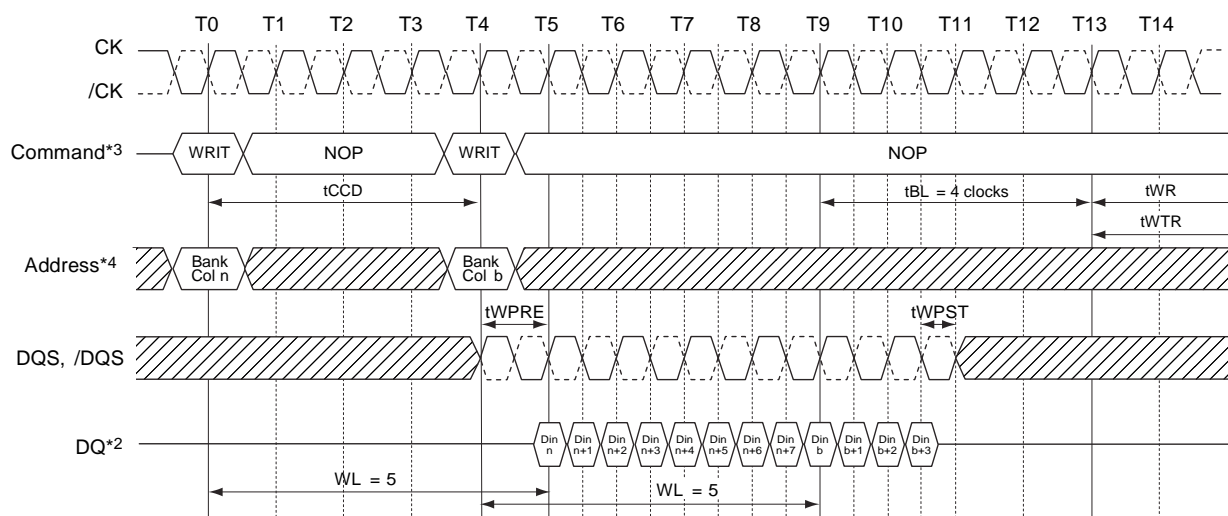 T0 T1 T2 T3 T4 T5 T6 T7 T8 T9 T10 T11 T12 T13 T14
CK
/CK
Command*3 WRIT NOP WRIT NOP
tCCD tBL = 4 clocks tWR
tWTR
Address*4 Bank Col n Bank Col b
tWPRE tWPST
DQS, /DQS
DQ*2 Din n Din n+1 Din n+2 Din n+3 Din n+4 Din n+5 Din n+6 Din n+7 Din b Din b+1 Din b+2 Din b+3
WL = 5 WL = 5